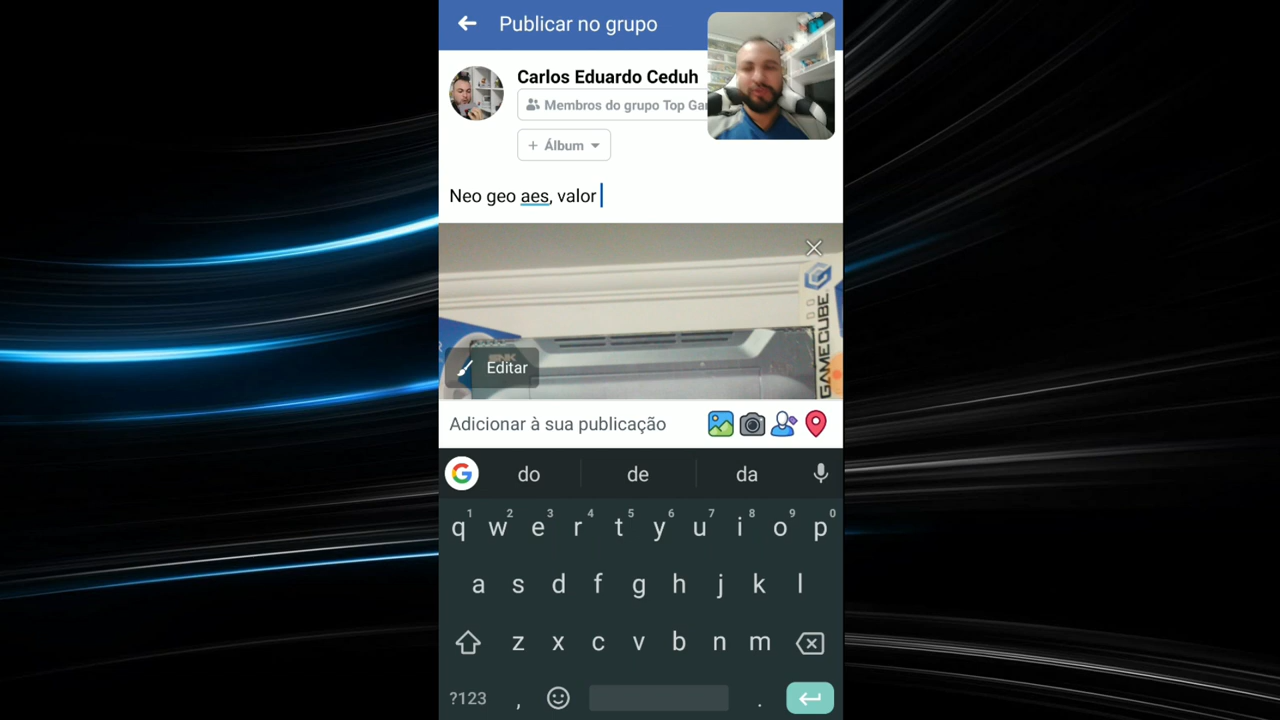 Publicar no grupo
Carlos Eduardo Ceduh
Membros do grupo Top
+ Álbum
Neo geo aes, valor
GAMECUBE
SNK
Editar
Adicionar à sua publicação
G do de da
1 2 3 4 5 6 7 8 9 0
q w e r t y u i o p
a s d f g h j k l
z x c v b n m
?123 , .